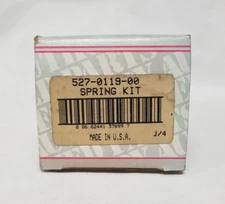 527-0119-00
SPRING KIT
MADE IN U.S.A.
J/4